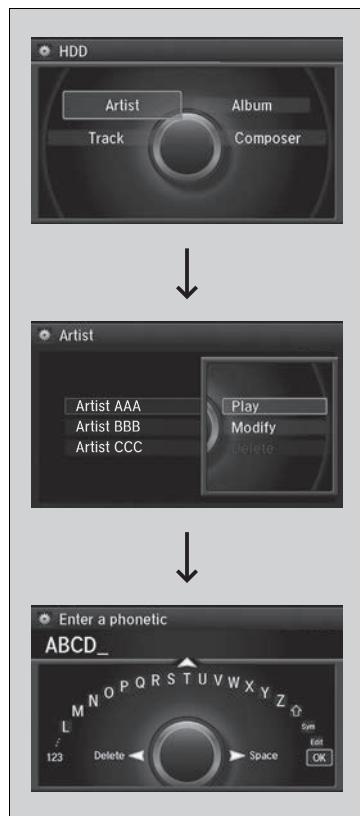 HDD
Artist Album
Track Composer
Artist
Artist AAA Play
Artist BBB Modify
Artist CCC Delete
Enter a phonetic
ABCD_
L M N O P Q R S T U V W X Y Z
Sym
Edit
123 Delete Space OK